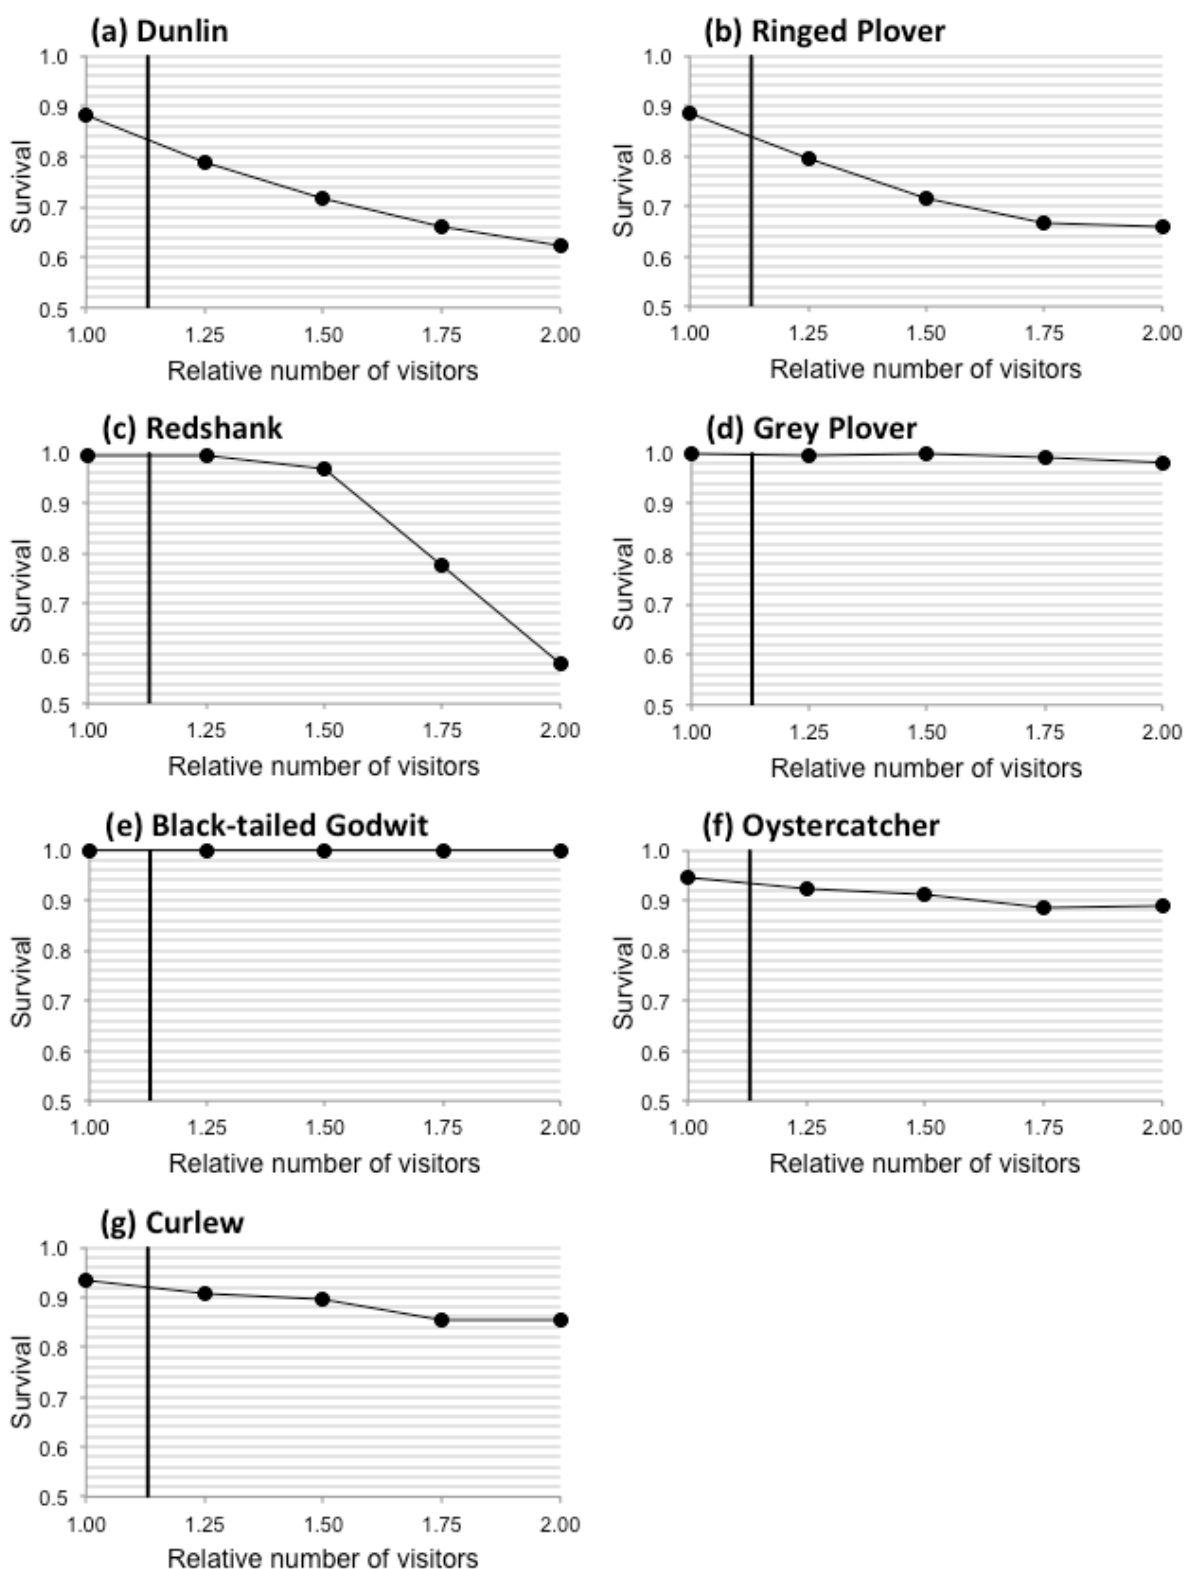 (a) Dunlin
1.0
0.9
0.8
0.7
0.6
0.5
Survival
1.00 1.25 1.50 1.75 2.00
Relative number of visitors
(b) Ringed Plover
1.0
0.9
0.8
0.7
0.6
0.5
Survival
1.00 1.25 1.50 1.75 2.00
Relative number of visitors
(c) Redshank
1.0
0.9
0.8
0.7
0.6
0.5
Survival
1.00 1.25 1.50 1.75 2.00
Relative number of visitors
(d) Grey Plover
1.0
0.9
0.8
0.7
0.6
0.5
Survival
1.00 1.25 1.50 1.75 2.00
Relative number of visitors
(e) Black-tailed Godwit
1.0
0.9
0.8
0.7
0.6
0.5
Survival
1.00 1.25 1.50 1.75 2.00
Relative number of visitors
(f) Oystercatcher
1.0
0.9
0.8
0.7
0.6
0.5
Survival
1.00 1.25 1.50 1.75 2.00
Relative number of visitors
(g) Curlew
1.0
0.9
0.8
0.7
0.6
0.5
Survival
1.00 1.25 1.50 1.75 2.00
Relative number of visitors